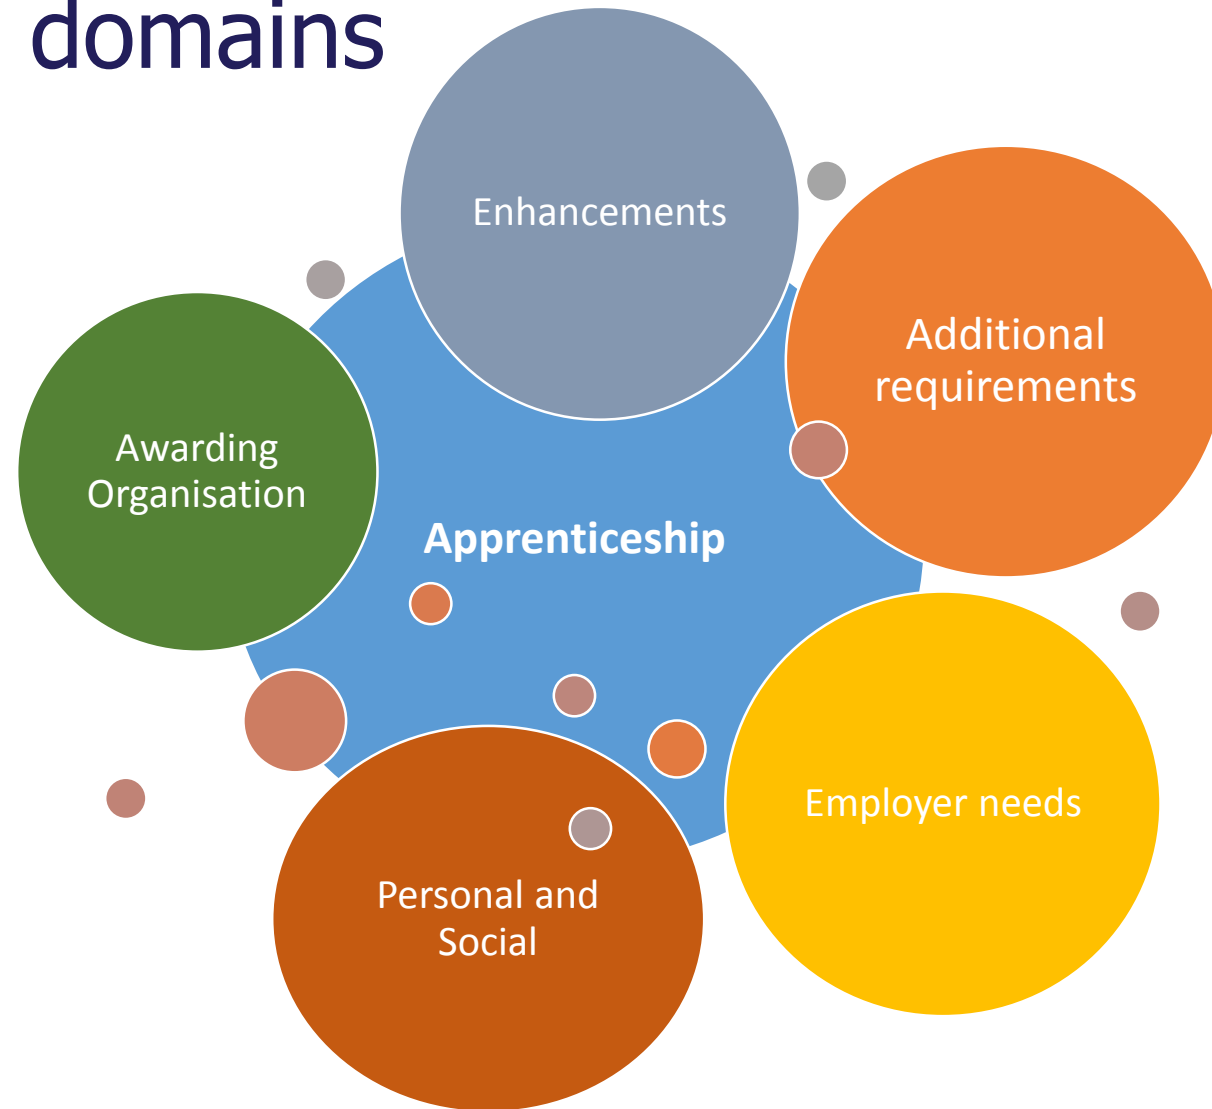 domains
Enhancements
Additional
requirements
Awarding
Organisation
Apprenticeship
Employer needs
Personal and
Social